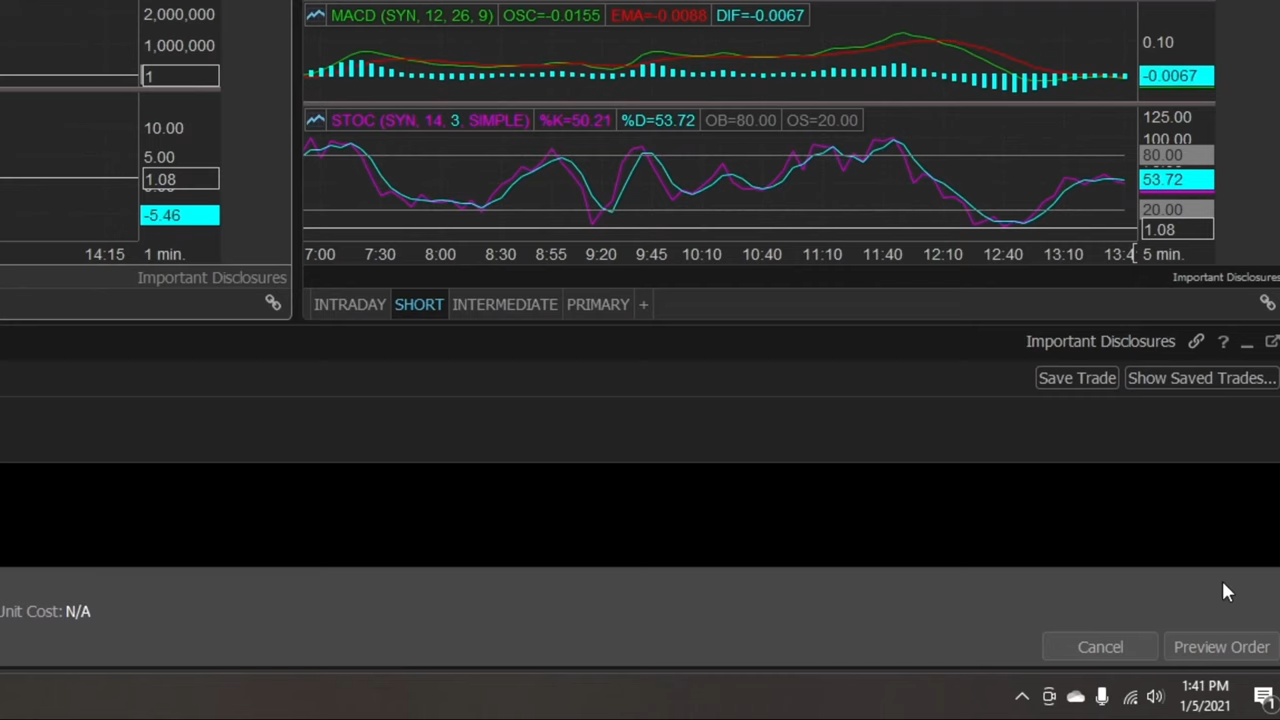 2,000,000
1,000,000
1
10.00
5.00
1.08
-5.46
14:15 1 min.
Important Disclosures
MACD (SYN, 12, 26, 9) OSC=-0.0155 EMA=-0.0088 DIF=-0.0067
0.10
-0.0067
STOC (SYN, 14, 3, SIMPLE) %K=50.21 %D=53.72 OB=80.00 OS=20.00
125.00
100.00
80.00
53.72
20.00
1.08
7:00 7:30 8:00 8:30 8:55 9:20 9:45 10:10 10:40 11:10 11:40 12:10 12:40 13:10 13:4 5 min.
Important Disclosures
INTRADAY SHORT INTERMEDIATE PRIMARY +
Important Disclosures ?
Save Trade Show Saved Trades...
Unit Cost: N/A
Cancel Preview Order
1:41 PM
1/5/2021
1